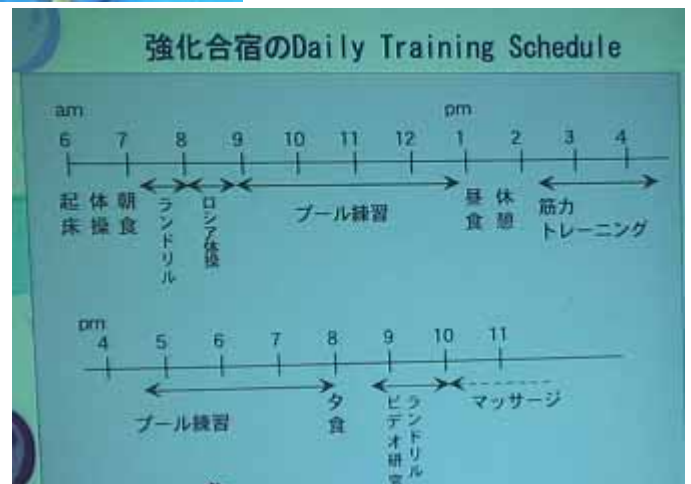 強化合宿のDaily Training Schedule
am pm
6 7 8 9 10 11 12 1 2 3 4
起床 体操 朝食 ランドリル ロシア体操 プール練習 昼食 休憩 筋力トレーニング
pm
4 5 6 7 8 9 10 11
プール練習 夕食 ビデオ研究 ランドリル マッサージ